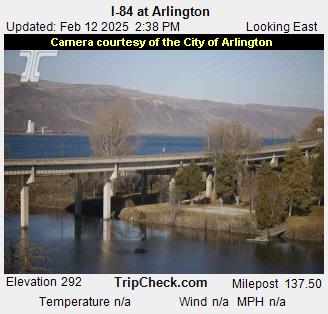 I-84 at Arlington
Updated: Feb 12 2025 2:38 PM Looking East
Camera courtesy of the City of Arlington
Elevation 292 TripCheck.com Milepost 137.50
Temperature n/a Wind n/a MPH n/a